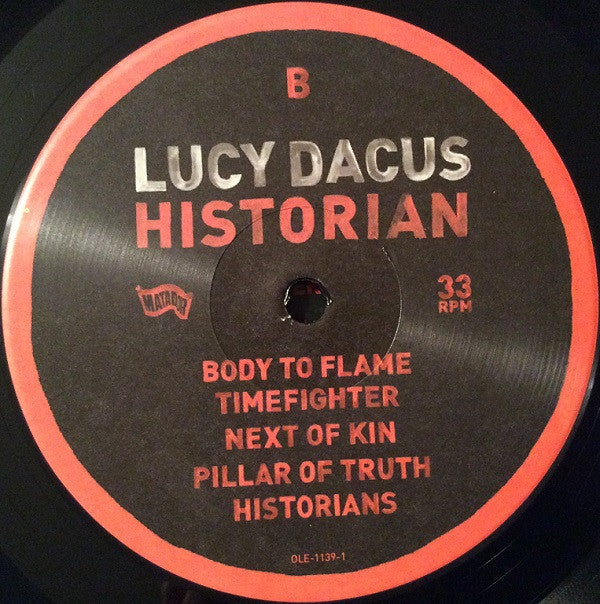 B
LUCY DACUS
HISTORIAN
MATADOR
33
RPM
BODY TO FLAME
TIMEFIGHTER
NEXT OF KIN
PILLAR OF TRUTH
HISTORIANS
OLE-1139-1